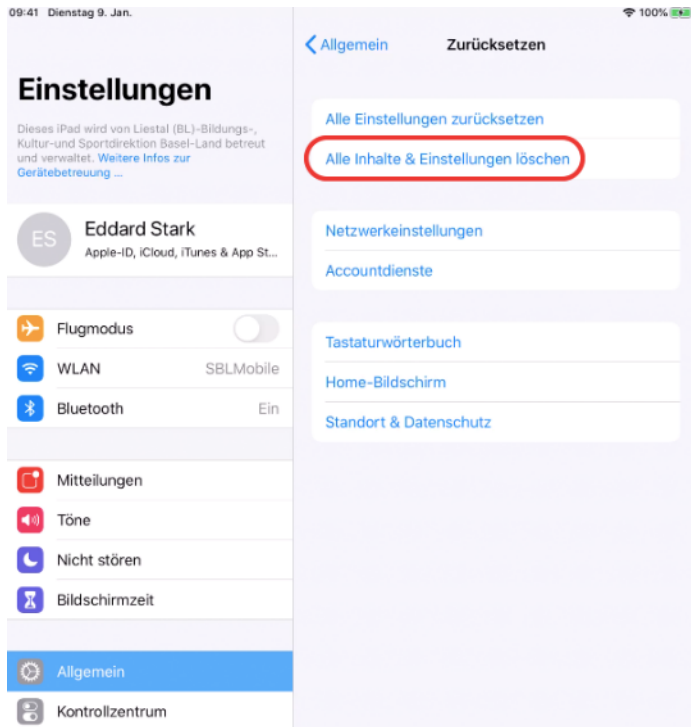 09:41 Dienstag 9. Jan.
100%
Einstellungen
Dieses iPad wird von Liestal (BL)-Bildungs-,
Kultur-und Sportdirektion Basel-Land betreut
und verwaltet. Weitere Infos zur
Gerätebetreuung ...
ES
Eddard Stark
Apple-ID, iCloud, iTunes & App St...
Flugmodus
WLAN SBLMobile
Bluetooth Ein
Mitteilungen
Töne
Nicht stören
Bildschirmzeit
Allgemein
Kontrollzentrum
Allgemein Zurücksetzen
Alle Einstellungen zurücksetzen
Alle Inhalte & Einstellungen löschen
Netzwerkeinstellungen
Accountdienste
Tastaturwörterbuch
Home-Bildschirm
Standort & Datenschutz